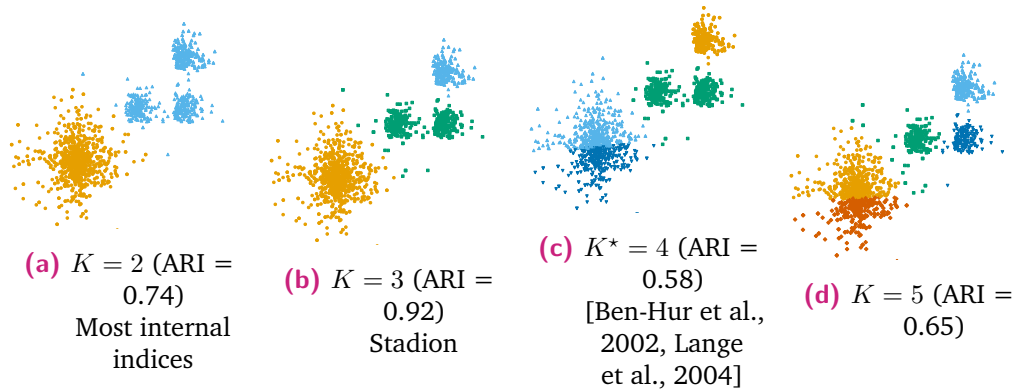 (a) K = 2 (ARI =
0.74)
Most internal
indices
(b) K = 3 (ARI =
0.92)
Stadion
(c) K⋆ = 4 (ARI =
0.58)
[Ben-Hur et al.,
2002, Lange
et al., 2004]
(d) K = 5 (ARI =
0.65)